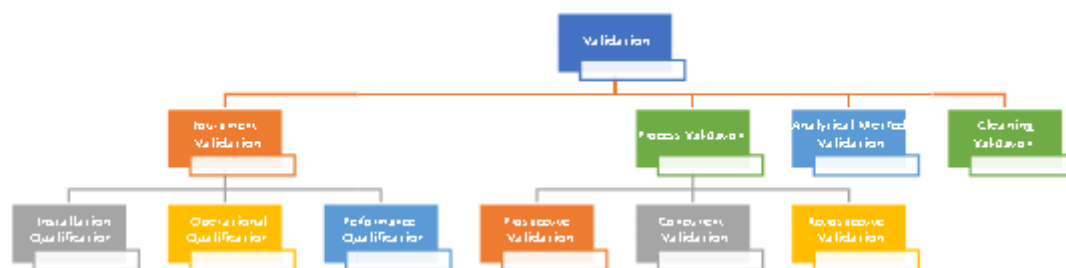 Validation
Equipment
Validation
Process Validation
Analytical Method
Validation
Cleaning
Validation
Installation
Qualification
Operational
Qualification
Performance
Qualification
Prospective
Validation
Concurrent
Validation
Retrospective
Validation